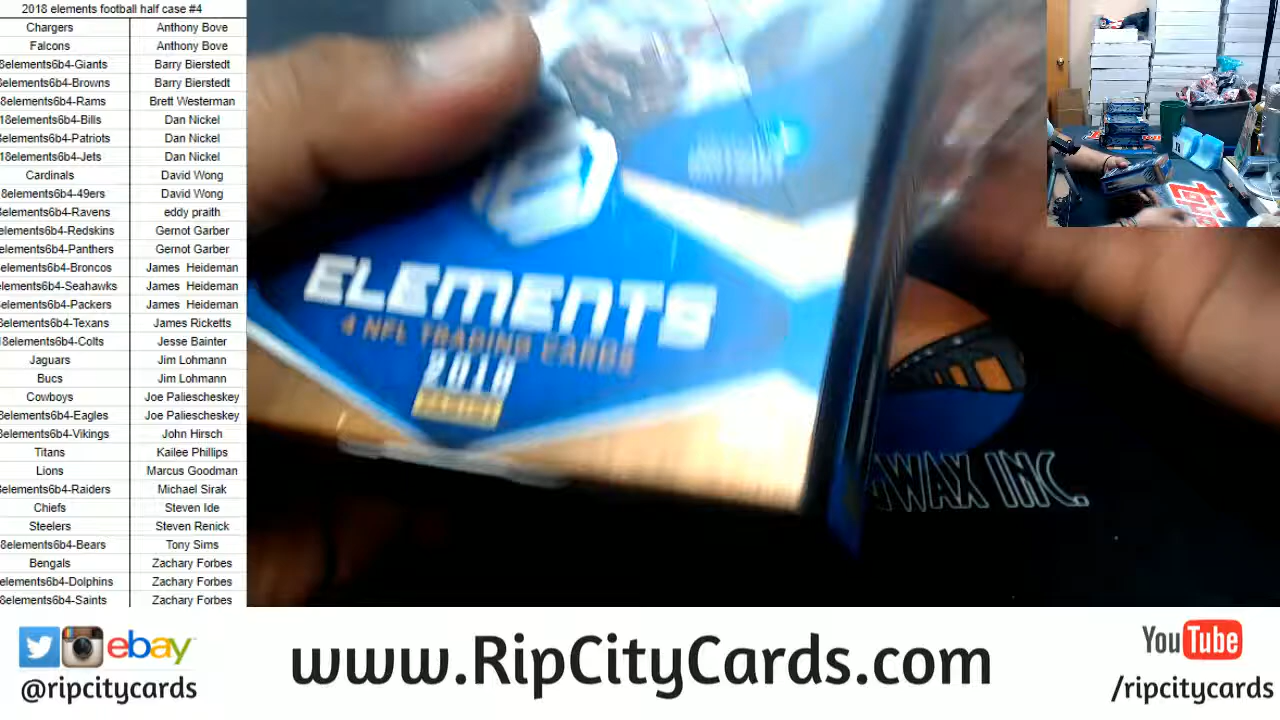 2018 elements football half case #4
Chargers Anthony Bove
Falcons Anthony Bove
8elements6b4-Giants Barry Bierstedt
elements6b4-Browns Barry Bierstedt
8elements6b4-Rams Brett Westerman
18elements6b4-Bills Dan Nickel
elements6b4-Patriots Dan Nickel
18elements6b4-Jets Dan Nickel
Cardinals David Wong
8elements6b4-49ers David Wong
elements6b4-Ravens eddy praith
elements6b4-Redskins Gernot Garber
elements6b4-Panthers Gernot Garber
elements6b4-Broncos James Heideman
elements6b4-Seahawks James Heideman
elements6b4-Packers James Heideman
8elements6b4-Texans James Ricketts
8elements6b4-Colts Jesse Bainter
Jaguars Jim Lohmann
Bucs Jim Lohmann
Cowboys Joe Paliescheskey
8elements6b4-Eagles Joe Paliescheskey
8elements6b4-Vikings John Hirsch
Titans Kailee Phillips
Lions Marcus Goodman
8elements6b4-Raiders Michael Sirak
Chiefs Steven Ide
Steelers Steven Renick
8elements6b4-Bears Tony Sims
Bengals Zachary Forbes
elements6b4-Dolphins Zachary Forbes
8elements6b4-Saints Zachary Forbes
ELEMENTS
4 NFL TRADING CARDS
2018
WAX INC.
ebay
@ripcitycards
www.RipCityCards.com
YouTube
/ripcitycards